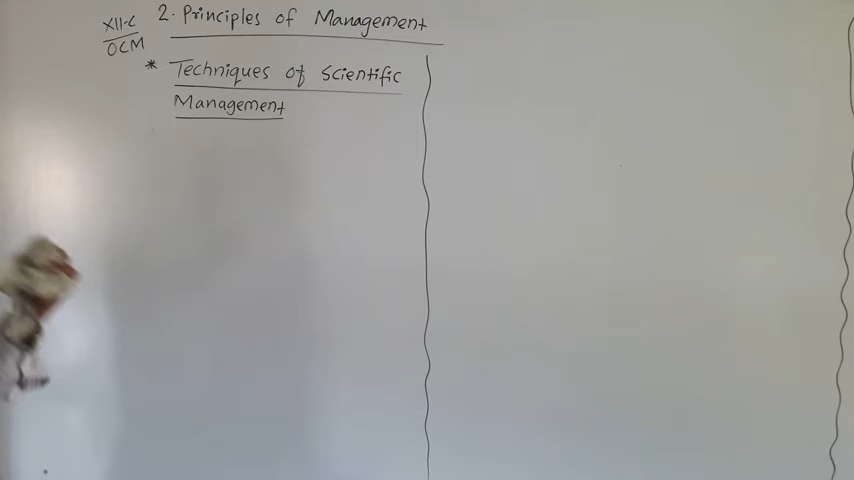 XII-C
OCM
2. Principles of Management
* Techniques of Scientific
Management